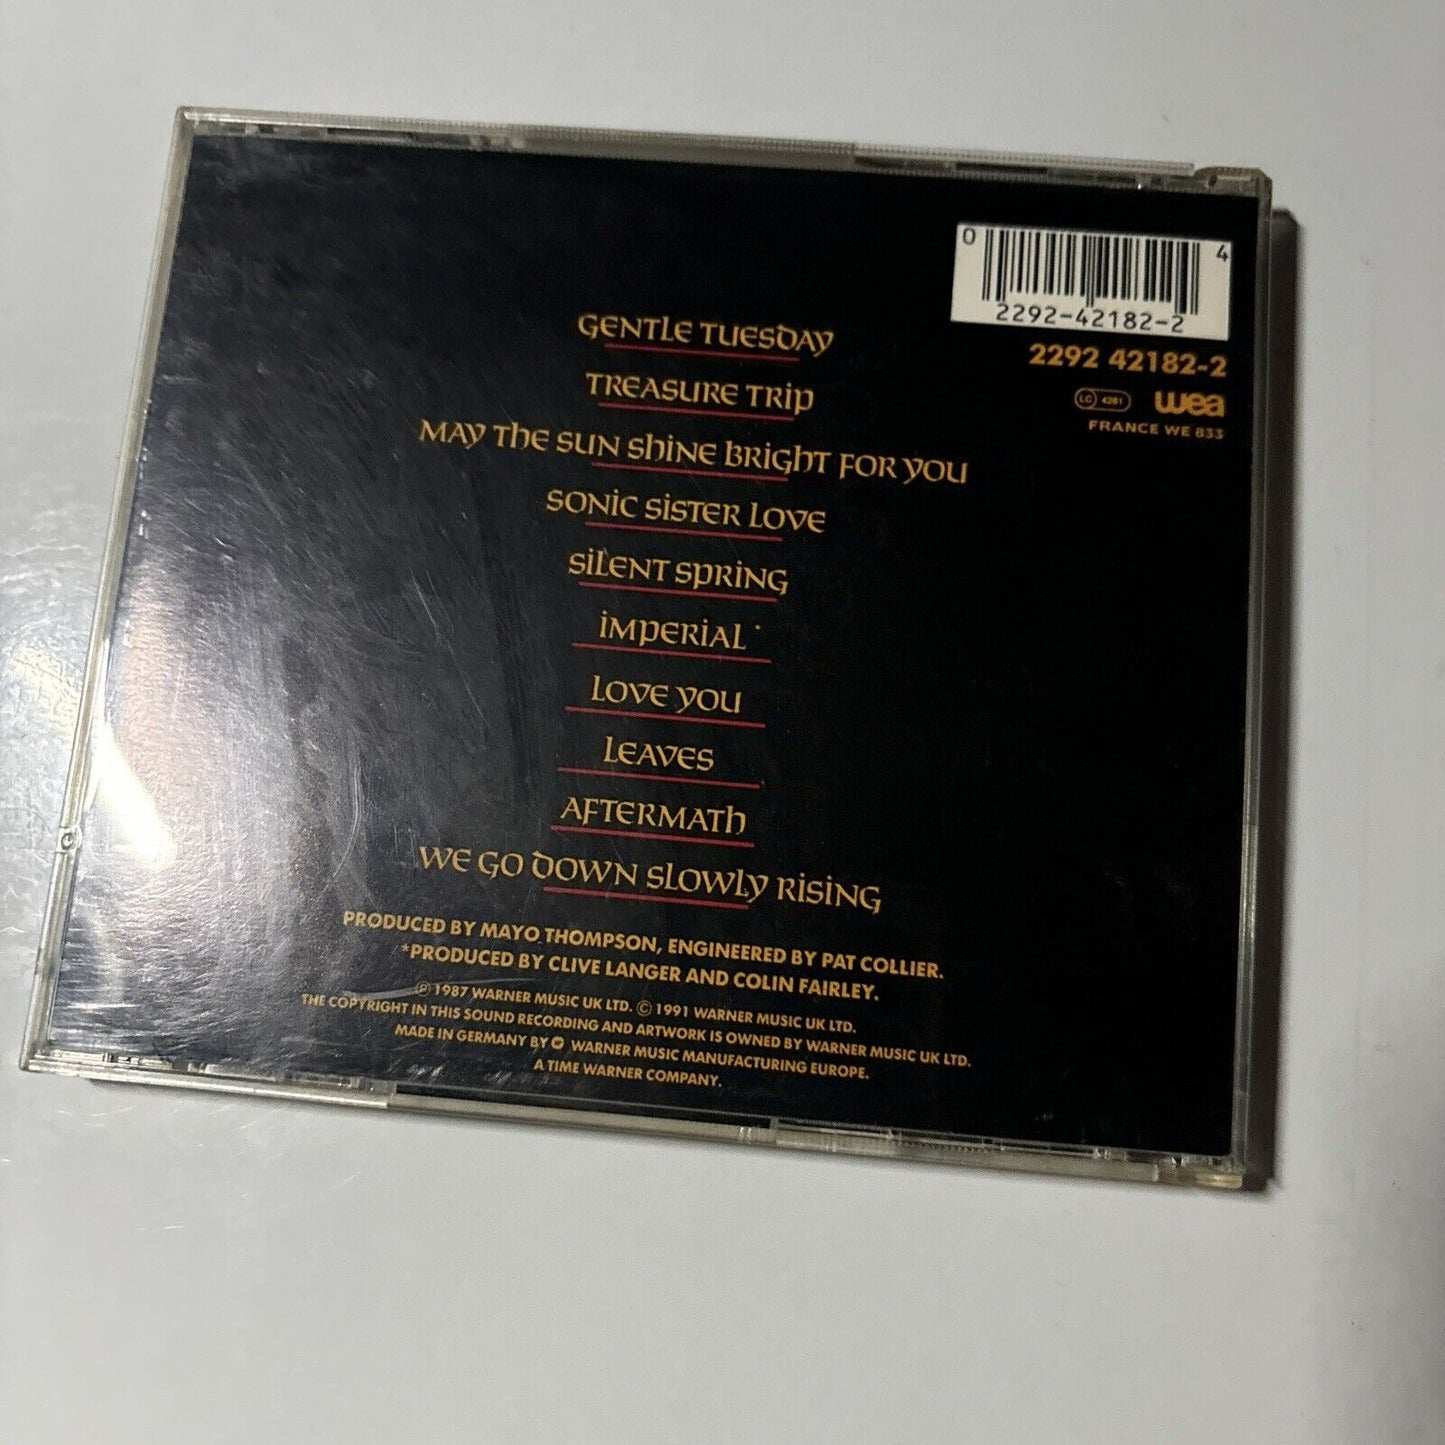 0 4
2292-42182-2
2292 42182-2
LC 4281 wea
FRANCE WE 833
GENTLE TUESDAY
TREASURE TRIP
MAY THE SUN SHINE BRIGHT FOR YOU
SONIC SISTER LOVE
SILENT SPRING
IMPERIAL*
LOVE YOU
LEAVES
AFTERMATH
WE GO DOWN SLOWLY RISING
PRODUCED BY MAYO THOMPSON, ENGINEERED BY PAT COLLIER.
*PRODUCED BY CLIVE LANGER AND COLIN FAIRLEY.
℗ 1987 WARNER MUSIC UK LTD. © 1991 WARNER MUSIC UK LTD.
THE COPYRIGHT IN THIS SOUND RECORDING AND ARTWORK IS OWNED BY WARNER MUSIC UK LTD.
MADE IN GERMANY BY WARNER MUSIC MANUFACTURING EUROPE.
A TIME WARNER COMPANY.